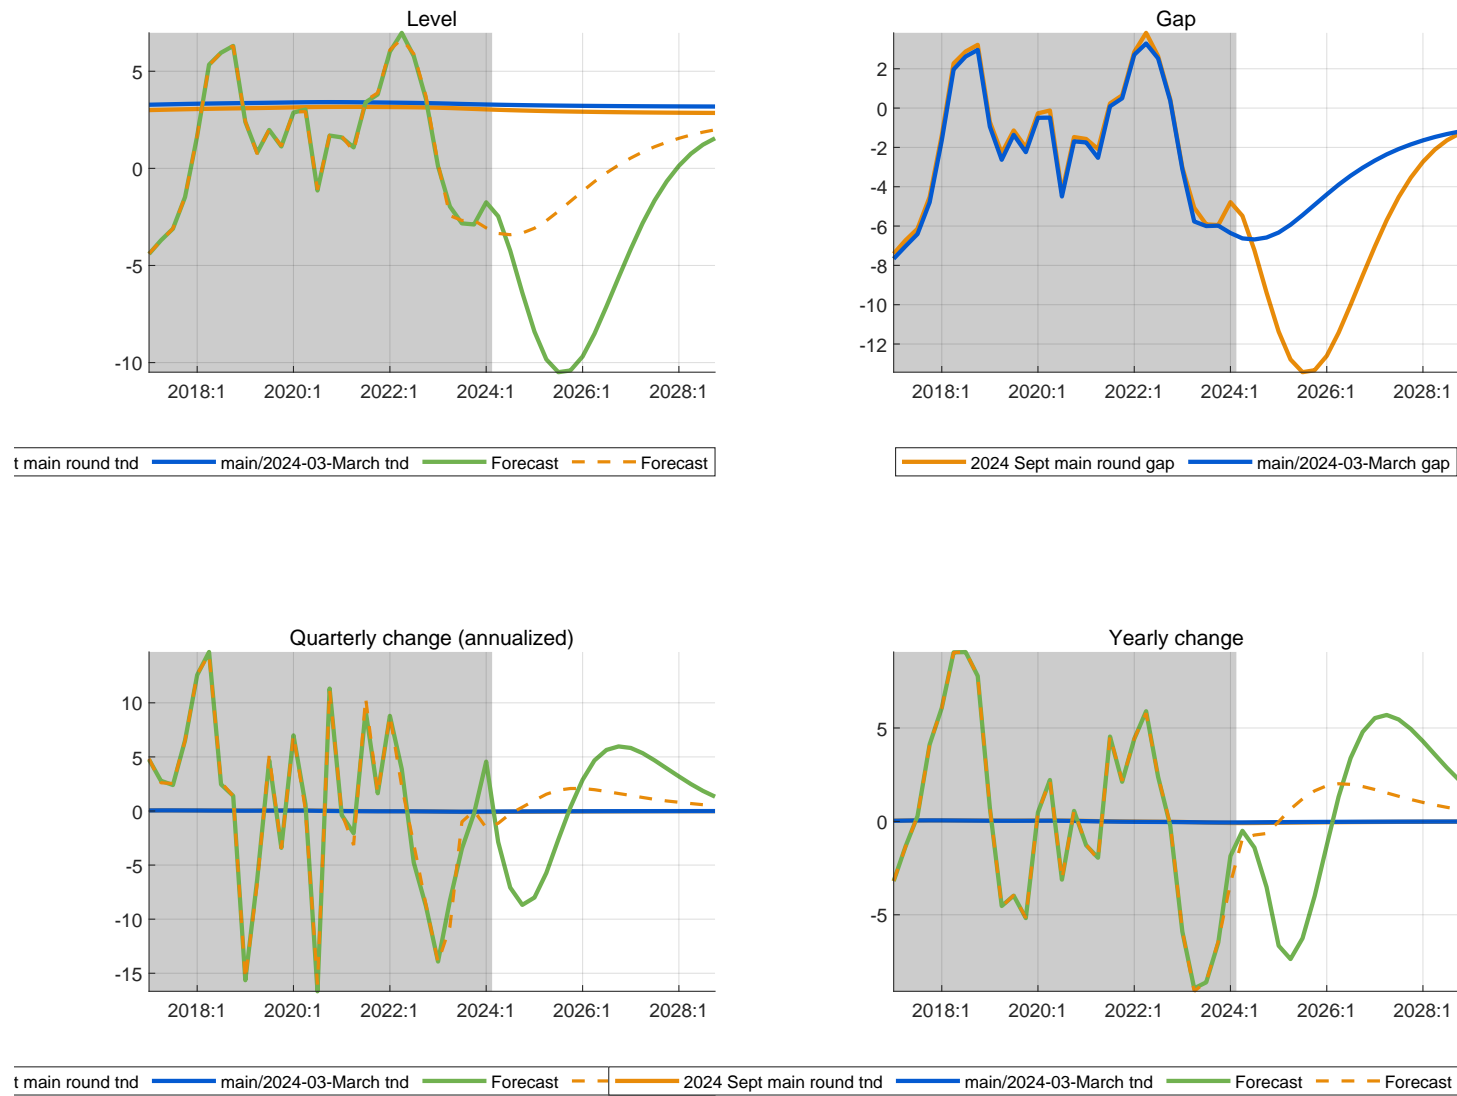 Level
5
0
-5
-10
2018:1 2020:1 2022:1 2024:1 2026:1 2028:1
t main round tnd main/2024-03-March tnd Forecast Forecast
Gap
2
0
-2
-4
-6
-8
-10
-12
2018:1 2020:1 2022:1 2024:1 2026:1 2028:1
2024 Sept main round gap main/2024-03-March gap
Quarterly change (annualized)
10
5
0
-5
-10
-15
2018:1 2020:1 2022:1 2024:1 2026:1 2028:1
t main round tnd main/2024-03-March tnd Forecast
Yearly change
5
0
-5
2018:1 2020:1 2022:1 2024:1 2026:1 2028:1
2024 Sept main round tnd main/2024-03-March tnd Forecast Forecast